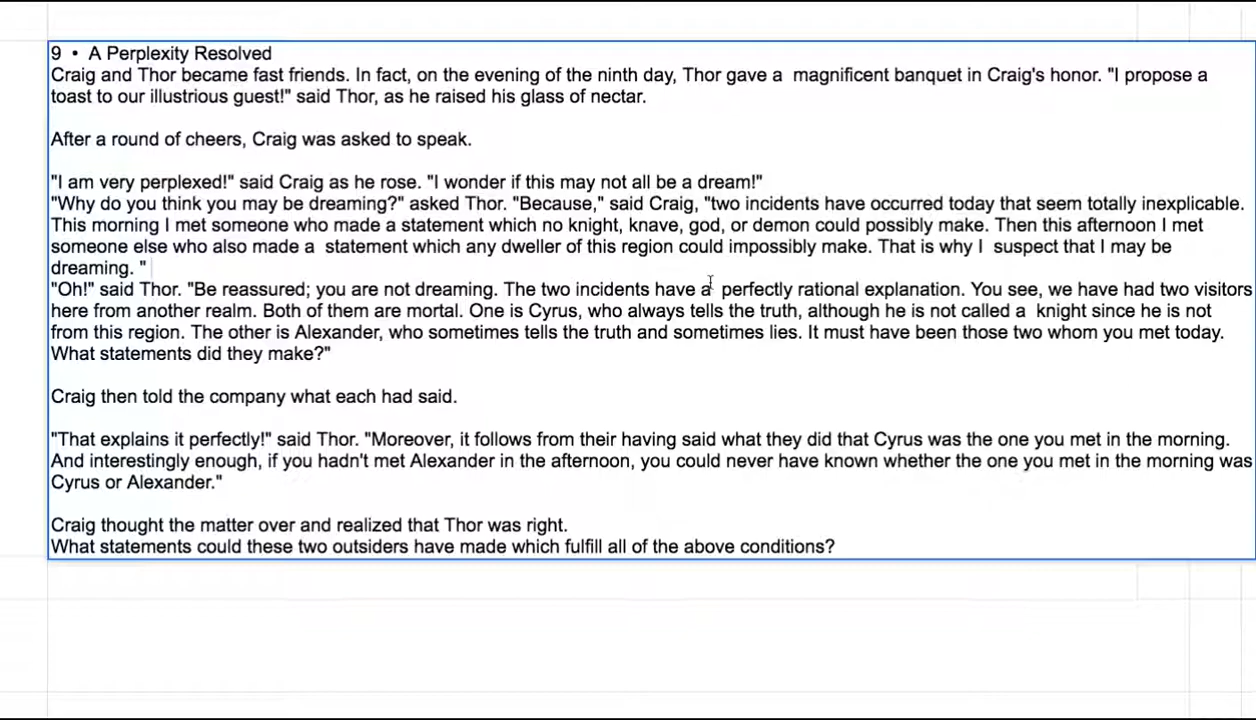 9 • A Perplexity Resolved
Craig and Thor became fast friends. In fact, on the evening of the ninth day, Thor gave a  magnificent banquet in Craig's honor. "I propose a
toast to our illustrious guest!" said Thor, as he raised his glass of nectar.
After a round of cheers, Craig was asked to speak.
"I am very perplexed!" said Craig as he rose. "I wonder if this may not all be a dream!"
"Why do you think you may be dreaming?" asked Thor. "Because," said Craig, "two incidents have occurred today that seem totally inexplicable.
This morning I met someone who made a statement which no knight, knave, god, or demon could possibly make. Then this afternoon I met
someone else who also made a  statement which any dweller of this region could impossibly make. That is why I  suspect that I may be
dreaming. "
"Oh!" said Thor. "Be reassured; you are not dreaming. The two incidents have a  perfectly rational explanation. You see, we have had two visitors
here from another realm. Both of them are mortal. One is Cyrus, who always tells the truth, although he is not called a  knight since he is not
from this region. The other is Alexander, who sometimes tells the truth and sometimes lies. It must have been those two whom you met today.
What statements did they make?"
Craig then told the company what each had said.
"That explains it perfectly!" said Thor. "Moreover, it follows from their having said what they did that Cyrus was the one you met in the morning.
And interestingly enough, if you hadn't met Alexander in the afternoon, you could never have known whether the one you met in the morning was
Cyrus or Alexander."
Craig thought the matter over and realized that Thor was right.
What statements could these two outsiders have made which fulfill all of the above conditions?